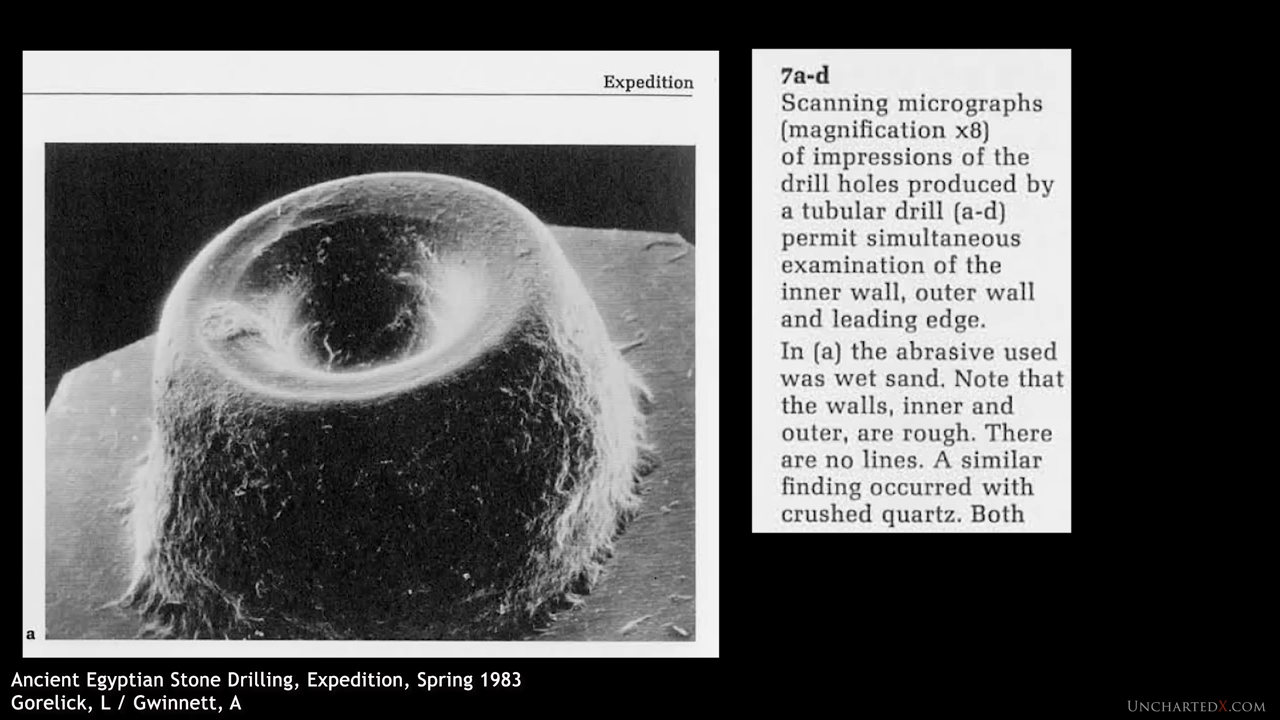 Expedition
a
7a-d
Scanning micrographs
(magnification x8)
of impressions of the
drill holes produced by
a tubular drill (a-d)
permit simultaneous
examination of the
inner wall, outer wall
and leading edge.
In (a) the abrasive used
was wet sand. Note that
the walls, inner and
outer, are rough. There
are no lines. A similar
finding occurred with
crushed quartz. Both
Ancient Egyptian Stone Drilling, Expedition, Spring 1983
Gorelick, L / Gwinnett, A
UNCHARTEDX.COM